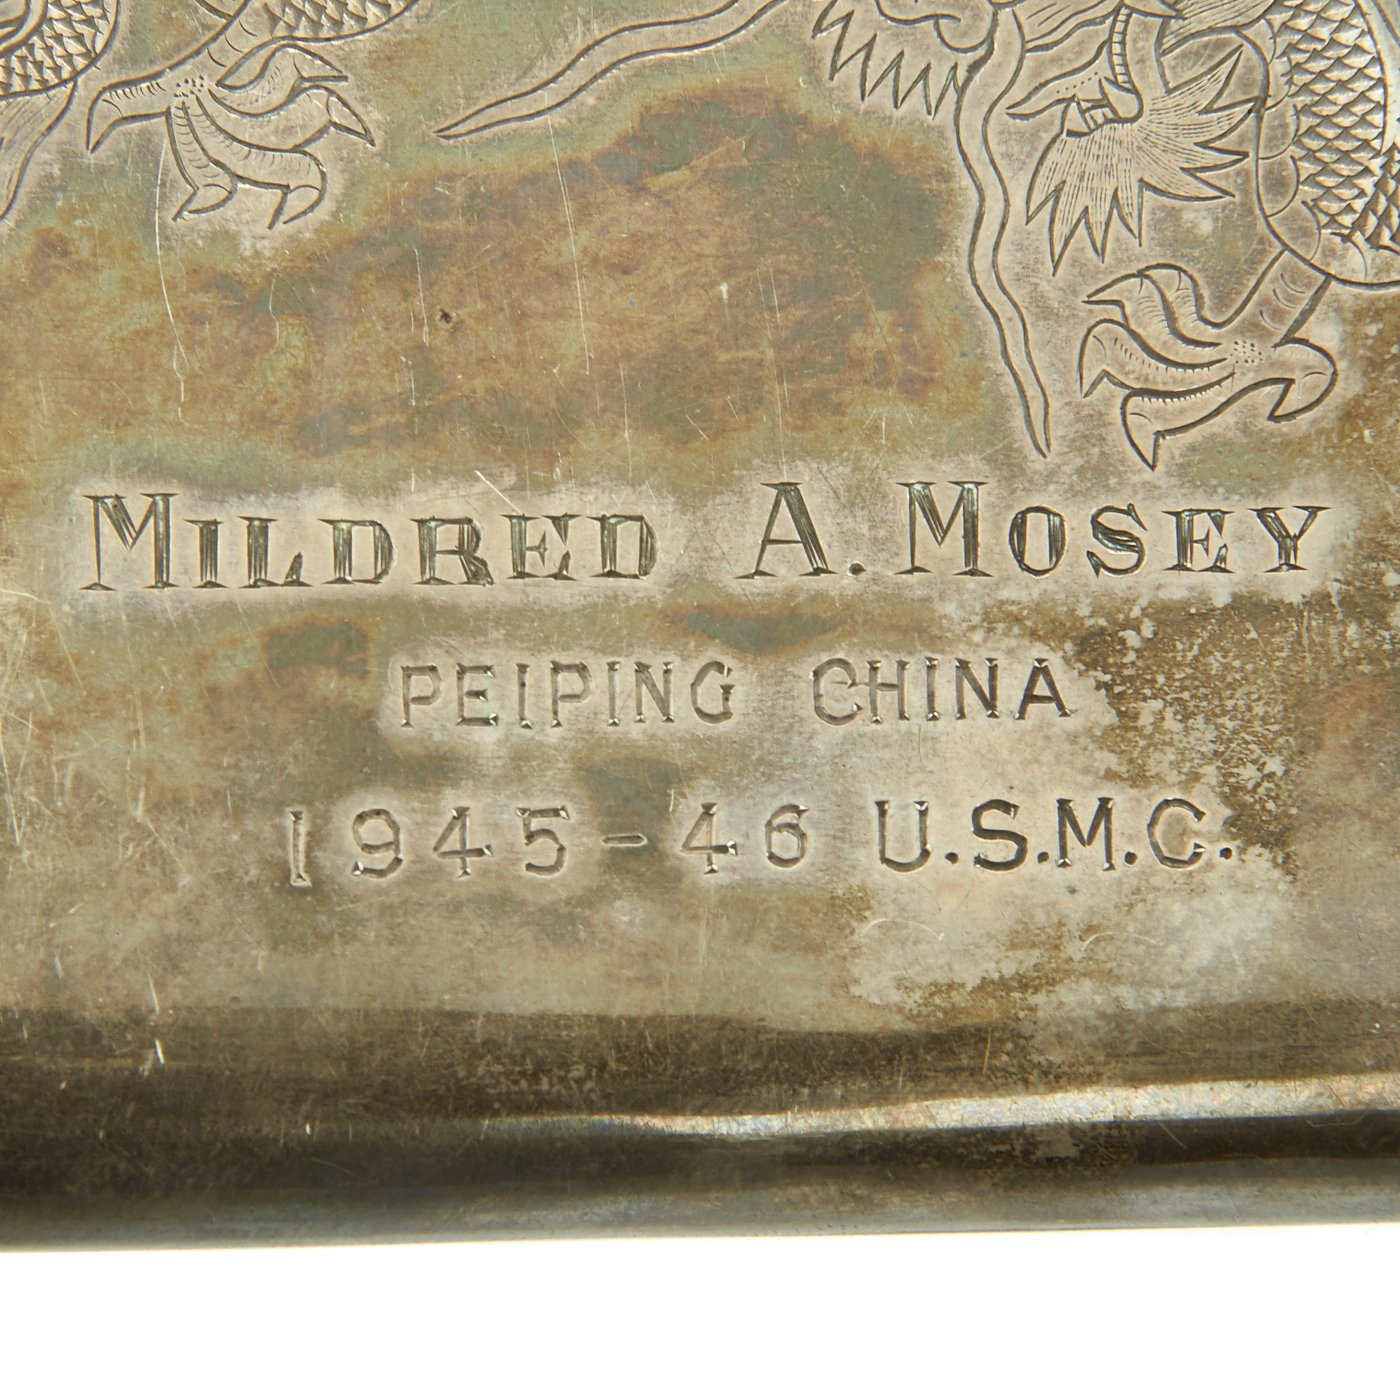 MILDRED A. MOSEY
PEIPING CHINA
1945-46 U.S.M.C.